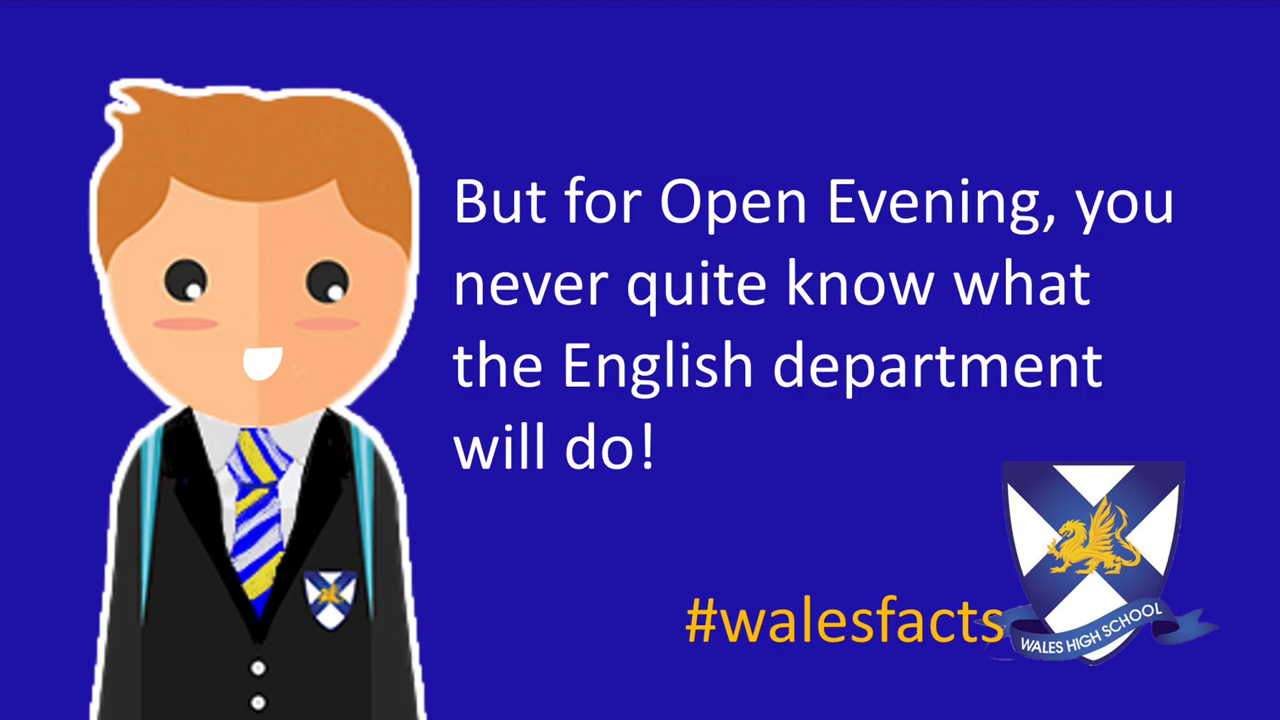 But for Open Evening, you
never quite know what
the English department
will do!
#walesfacts
WALES HIGH SCHOOL